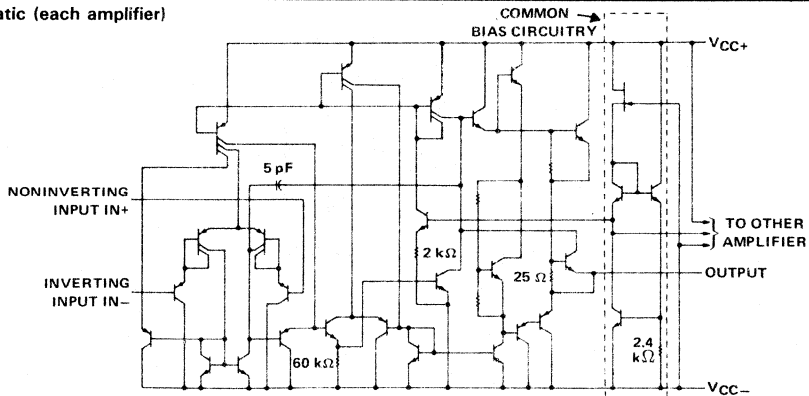 atic (each amplifier)
COMMON
BIAS CIRCUITRY
VCC+
5 pF
NONINVERTING
INPUT IN+
TO OTHER
AMPLIFIER
2 kΩ
25 Ω
OUTPUT
INVERTING
INPUT IN−
60 kΩ
2.4
kΩ
VCC−